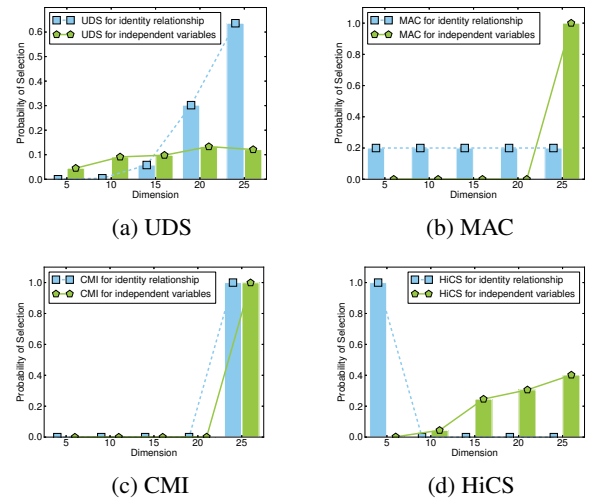 UDS for identity relationship
UDS for independent variables
Probability of Selection
0.6
0.5
0.4
0.3
0.2
0.1
0.0
5 10 15 20 25
Dimension
(a) UDS
MAC for identity relationship
MAC for independent variables
Probability of Selection
1.0
0.8
0.6
0.4
0.2
0.0
5 10 15 20 25
Dimension
(b) MAC
CMI for identity relationship
CMI for independent variables
Probability of Selection
1.0
0.8
0.6
0.4
0.2
0.0
5 10 15 20 25
Dimension
(c) CMI
HiCS for identity relationship
HiCS for independent variables
Probability of Selection
1.0
0.8
0.6
0.4
0.2
0.0
5 10 15 20 25
Dimension
(d) HiCS